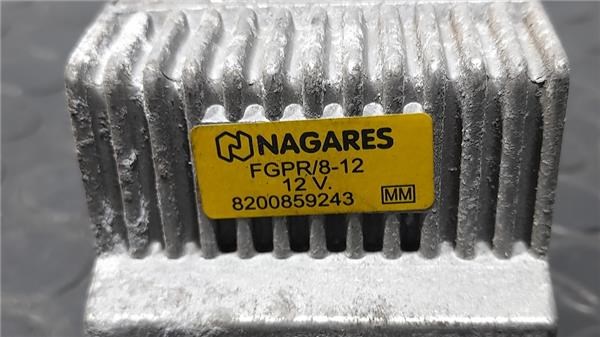 NAGARES
FGPR/8-12
12 V.
8200859243
MM